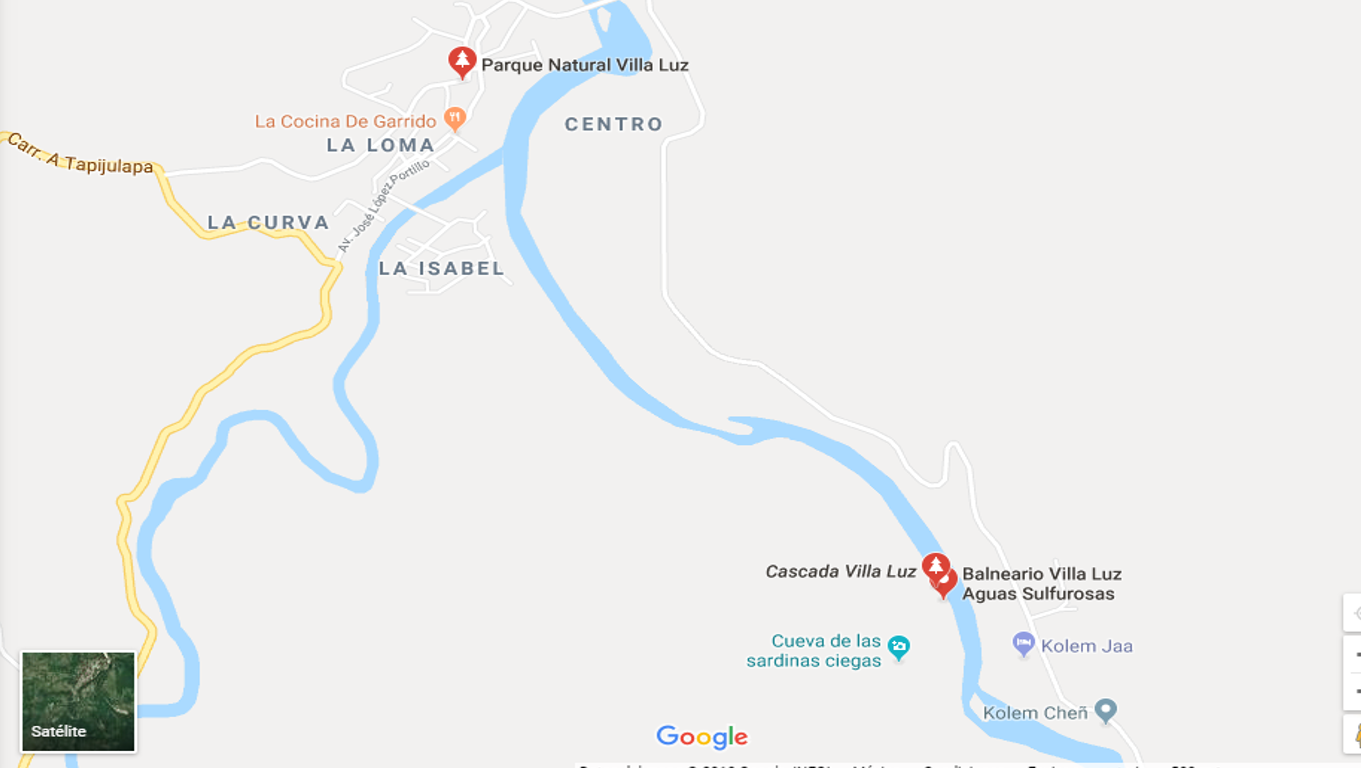 Parque Natural Villa Luz
La Cocina De Garrido
CENTRO
LA LOMA
Carr. A Tapijulapa
Av. José López Portillo
LA CURVA
LA ISABEL
Cascada Villa Luz
Balneario Villa Luz
Aguas Sulfurosas
Cueva de las
sardinas ciegas
Kolem Jaa
Kolem Cheñ
Satélite
Google